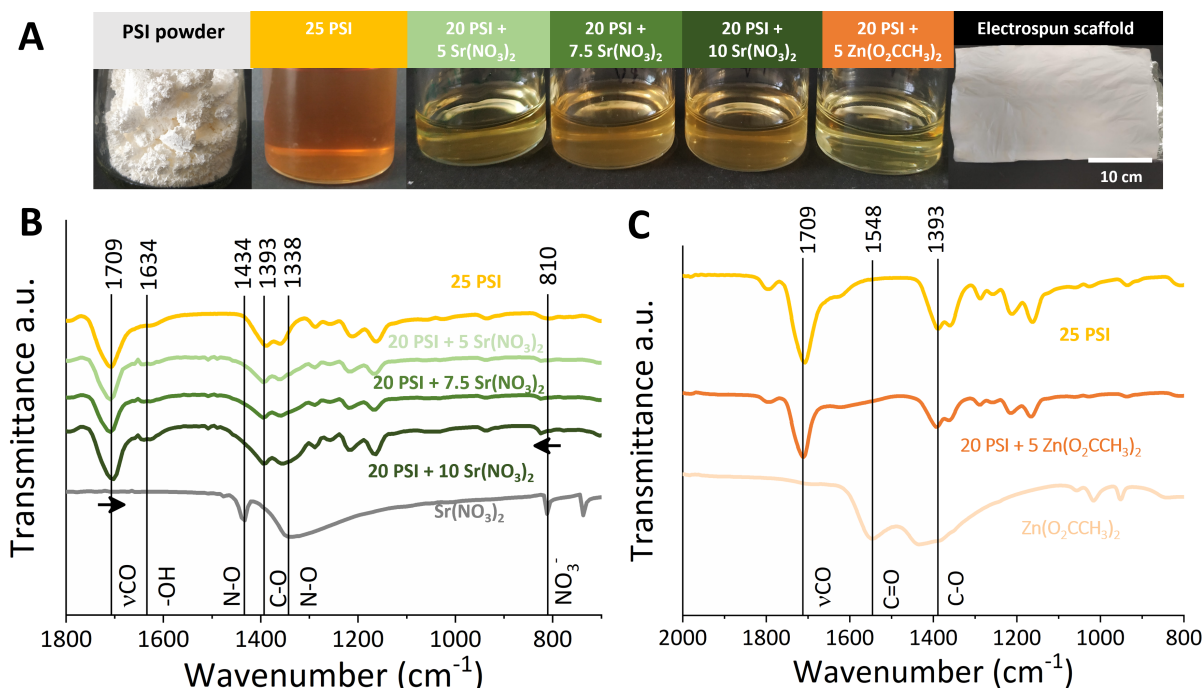 A
PSI powder
25 PSI
20 PSI +
5 Sr(NO₃)₂
20 PSI +
7.5 Sr(NO₃)₂
20 PSI +
10 Sr(NO₃)₂
20 PSI +
5 Zn(O₂CCH₃)₂
Electrospun scaffold
10 cm
B
1709
1634
1434
1393
1338
810
25 PSI
20 PSI + 5 Sr(NO₃)₂
20 PSI + 7.5 Sr(NO₃)₂
20 PSI + 10 Sr(NO₃)₂
Sr(NO₃)₂
νCO
-OH
N-O
C-O
N-O
NO₃⁻
Transmittance a.u.
1800 1600 1400 1200 1000 800
Wavenumber (cm⁻¹)
C
1709
1548
1393
25 PSI
20 PSI + 5 Zn(O₂CCH₃)₂
Zn(O₂CCH₃)₂
νCO
C=O
C-O
Transmittance a.u.
2000 1800 1600 1400 1200 1000 800
Wavenumber (cm⁻¹)